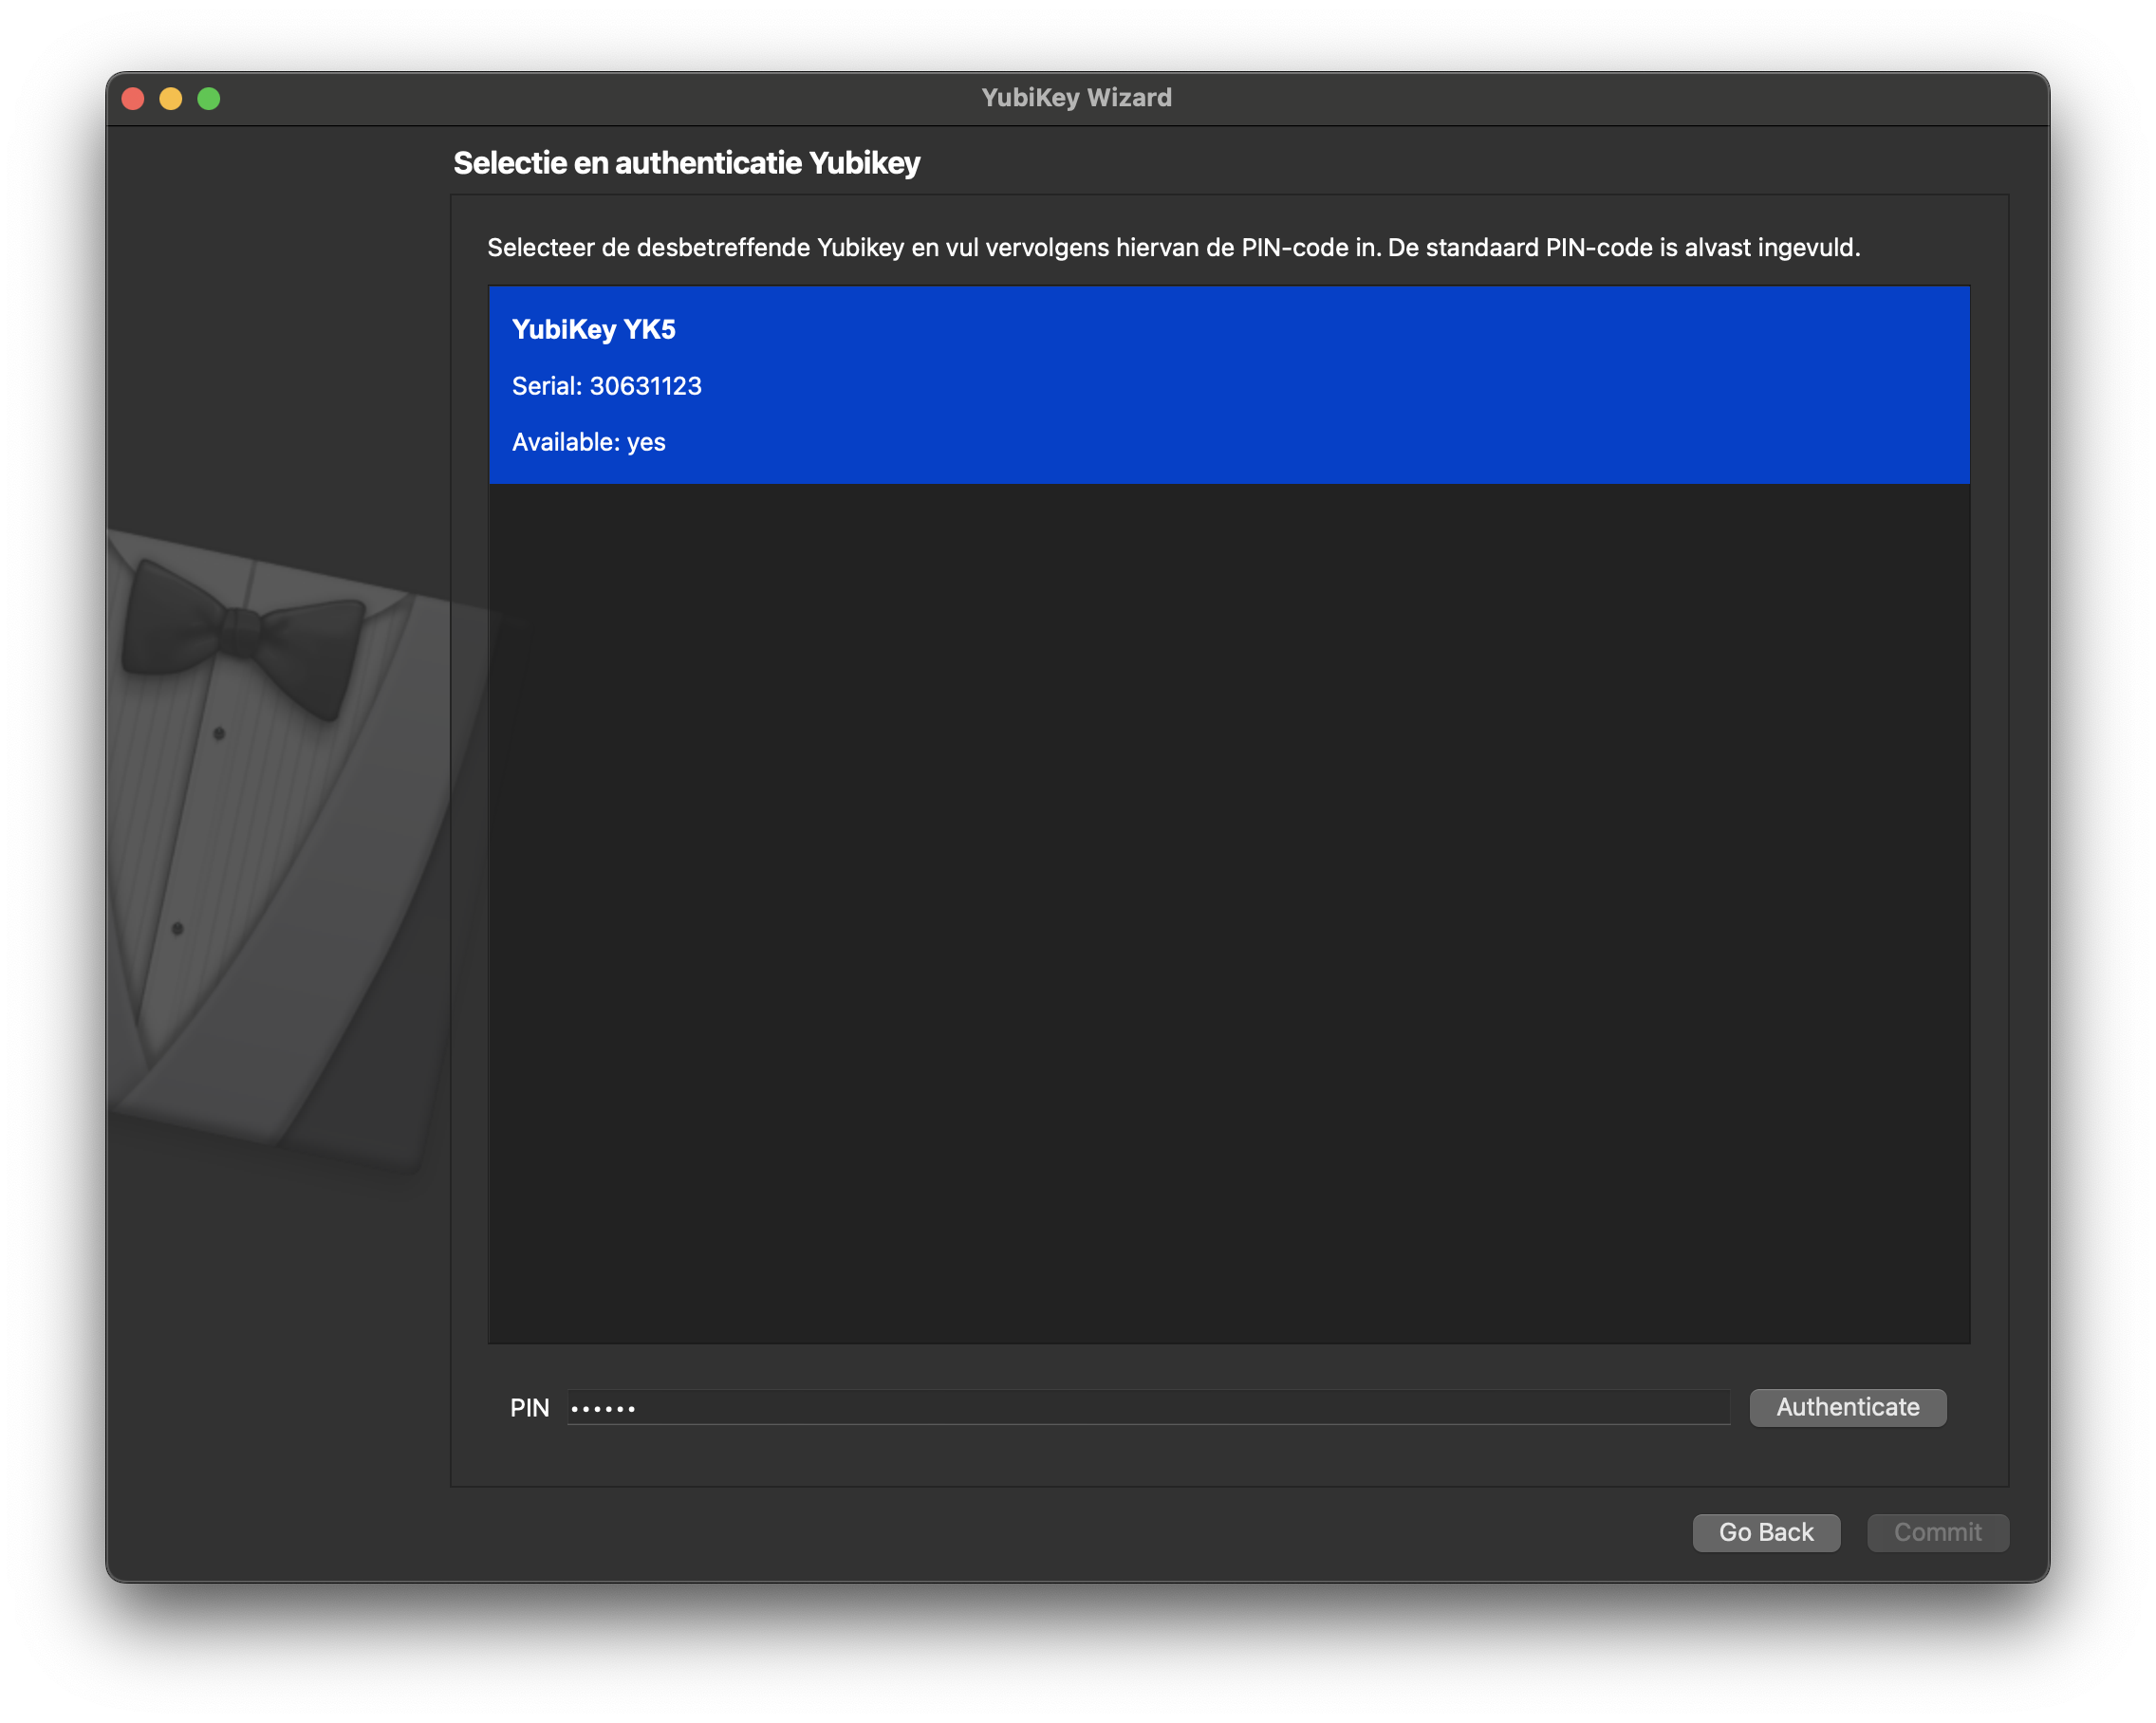 YubiKey Wizard
Selectie en authenticatie Yubikey
Selecteer de desbetreffende Yubikey en vul vervolgens hiervan de PIN-code in. De standaard PIN-code is alvast ingevuld.
YubiKey YK5
Serial: 30631123
Available: yes
PIN ••••••
Authenticate
Go Back
Commit